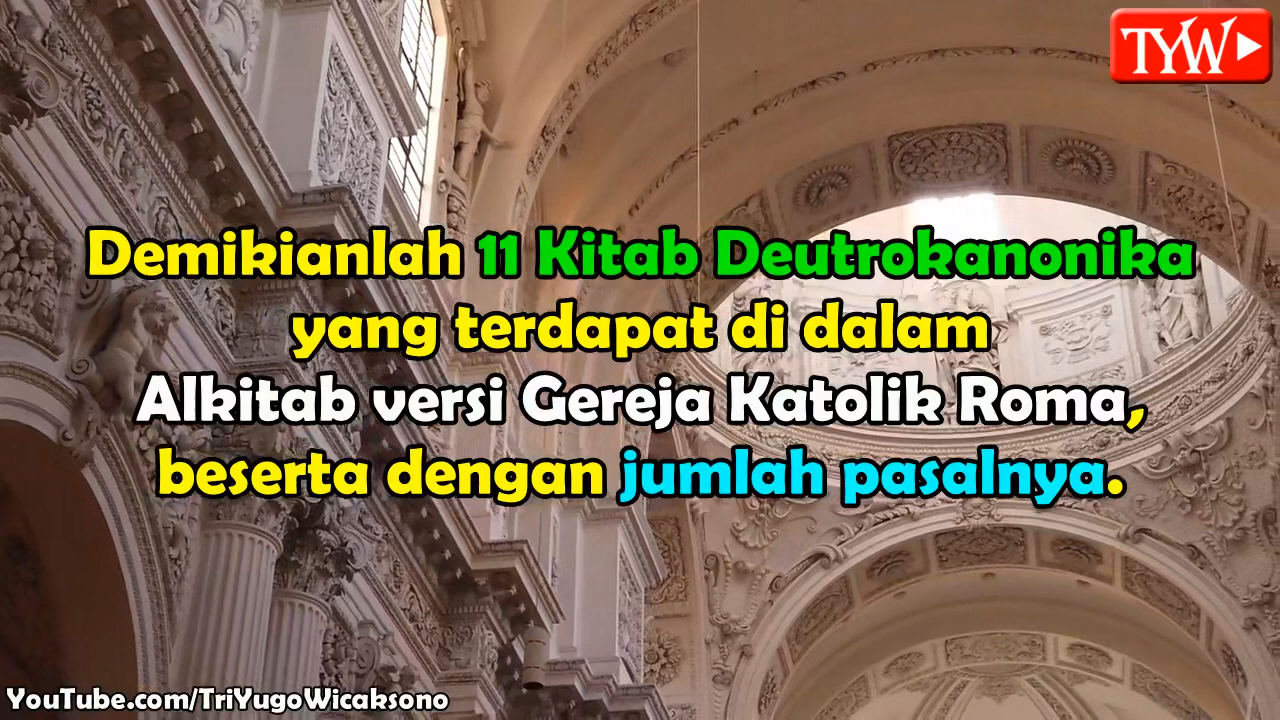 TYW
Demikianlah 11 Kitab Deutrokanonika
yang terdapat di dalam
Alkitab versi Gereja Katolik Roma,
beserta dengan jumlah pasalnya.
YouTube.com/TriYugoWicaksono